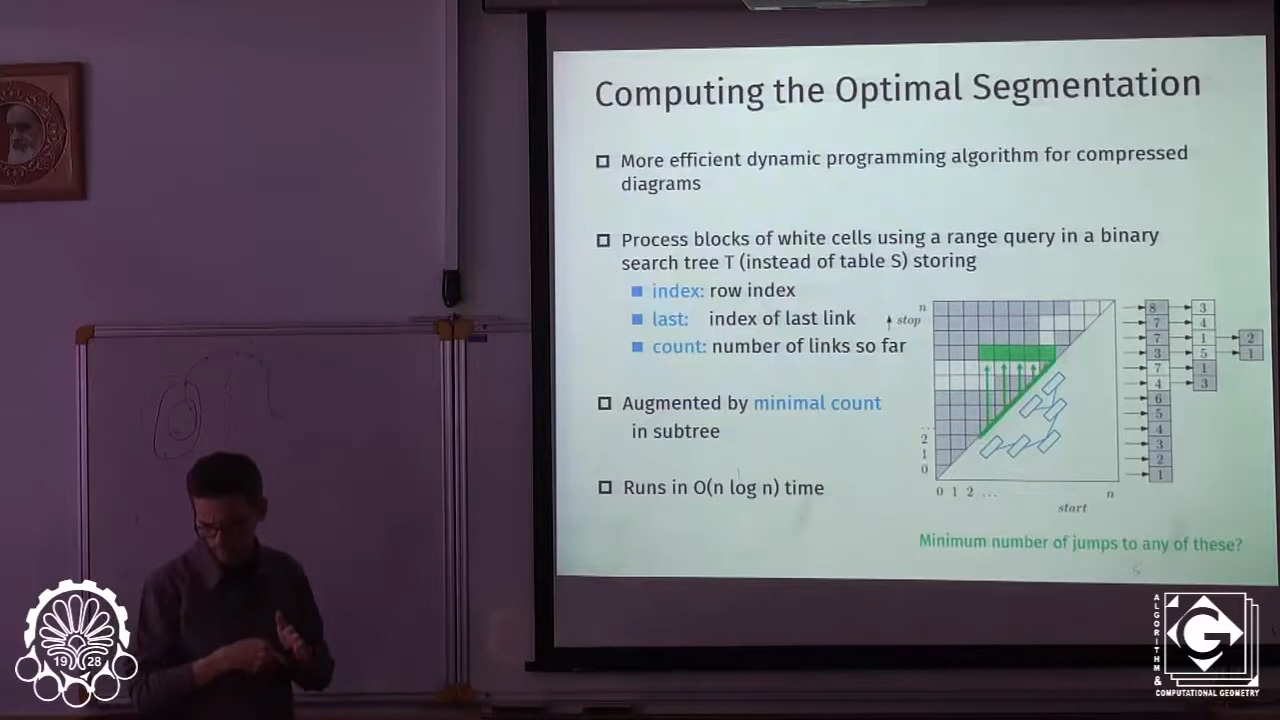 Computing the Optimal Segmentation
More efficient dynamic programming algorithm for compressed
diagrams
Process blocks of white cells using a range query in a binary
search tree T (instead of table S) storing
index: row index
last: index of last link
count: number of links so far
Augmented by minimal count
in subtree
Runs in O(n log n) time
n
stop
...
2
1
0
0 1 2 ...
n
start
8 3
7 4
7 1 2
3 5 1
7 1
4 3
6
5
4
3
2
1
Minimum number of jumps to any of these?
19 28
ALGORITHM
&
G
COMPUTATIONAL GEOMETRY